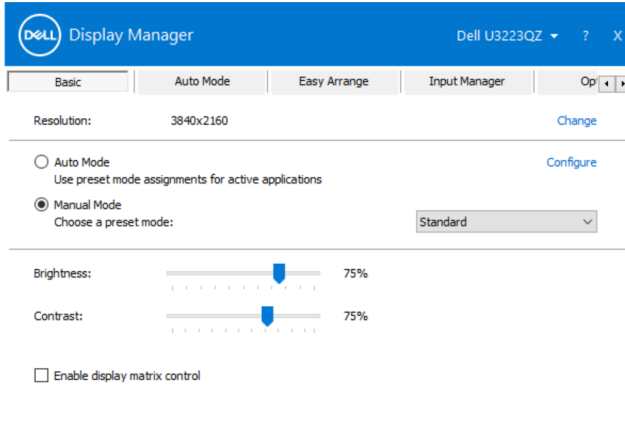 DELL Display Manager Dell U3223QZ ? X
Basic Auto Mode Easy Arrange Input Manager
Resolution: 3840x2160 Change
Auto Mode Configure
Use preset mode assignments for active applications
Manual Mode
Choose a preset mode: Standard
Brightness: 75%
Contrast: 75%
Enable display matrix control